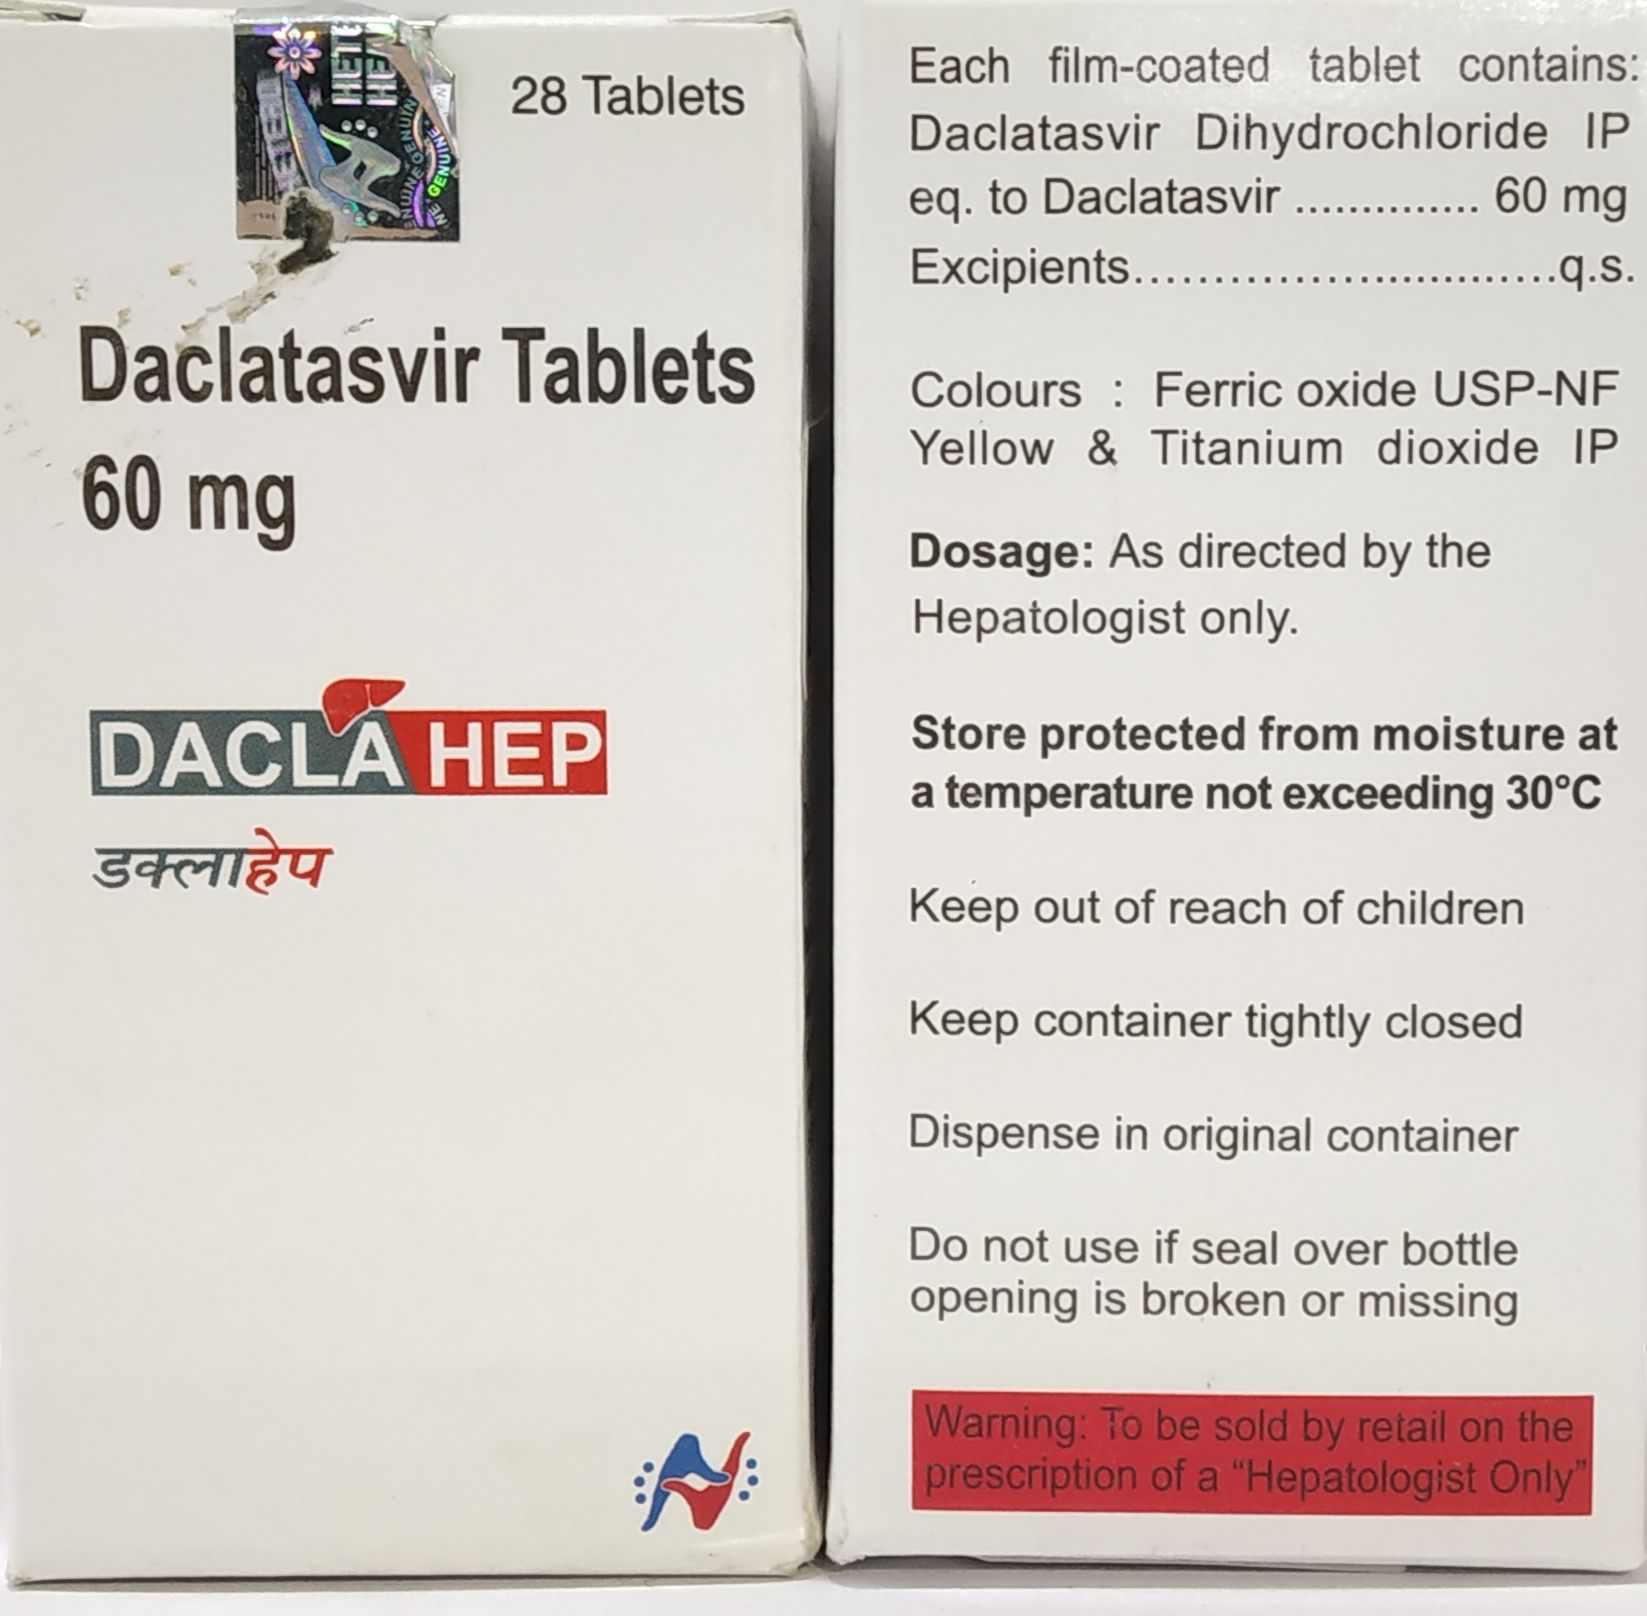 28 Tablets
GENUINE
Daclatasvir Tablets
60 mg
DACLAHEP
डक्लाहेप
Each film-coated tablet contains:
Daclatasvir Dihydrochloride IP
eq. to Daclatasvir .............. 60 mg
Excipients................................q.s.
Colours : Ferric oxide USP-NF
Yellow & Titanium dioxide IP
Dosage: As directed by the
Hepatologist only.
Store protected from moisture at
a temperature not exceeding 30°C
Keep out of reach of children
Keep container tightly closed
Dispense in original container
Do not use if seal over bottle
opening is broken or missing
Warning: To be sold by retail on the
prescription of a “Hepatologist Only”